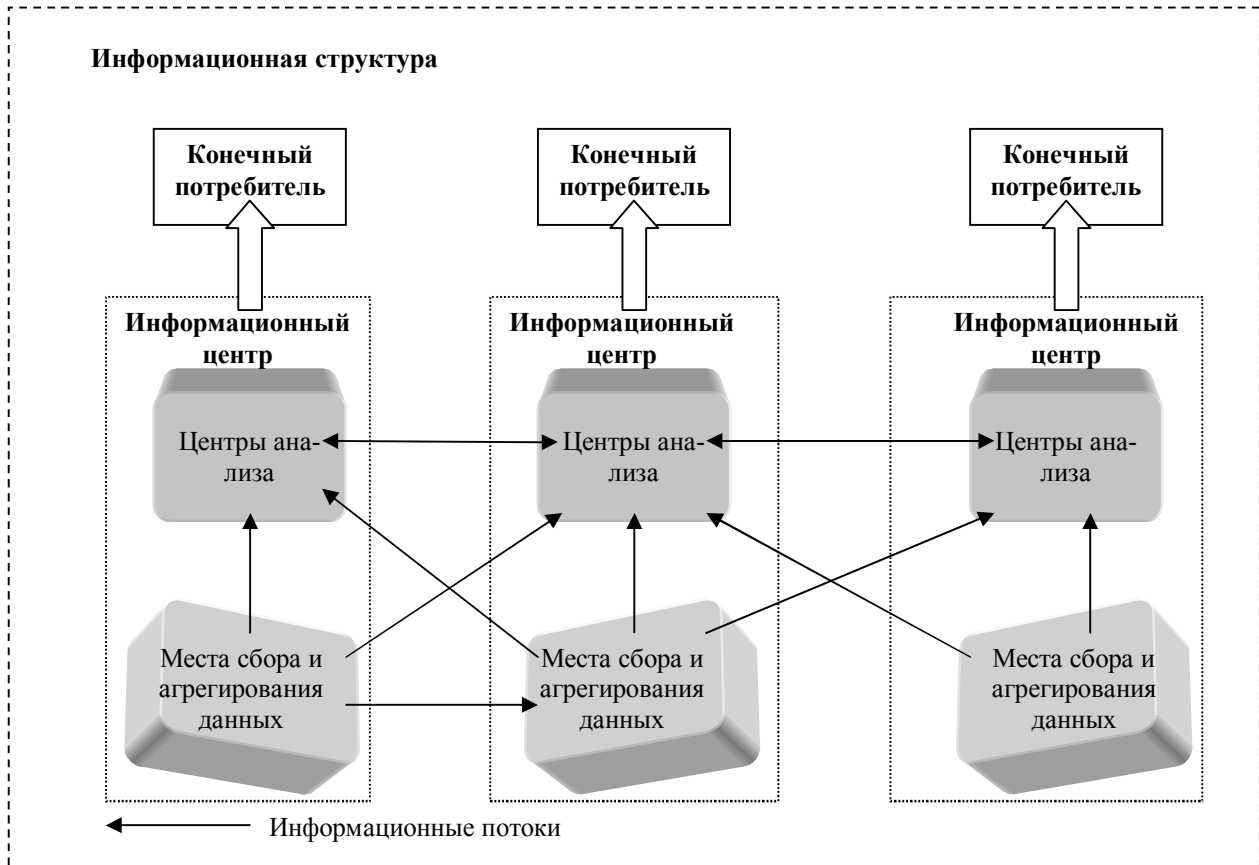 Информационная структура
Конечный
потребитель
Конечный
потребитель
Конечный
потребитель
Информационный
центр
Информационный
центр
Информационный
центр
Центры ана-
лиза
Центры ана-
лиза
Центры ана-
лиза
Места сбора и
агрегирования
данных
Места сбора и
агрегирования
данных
Места сбора и
агрегирования
данных
Информационные потоки